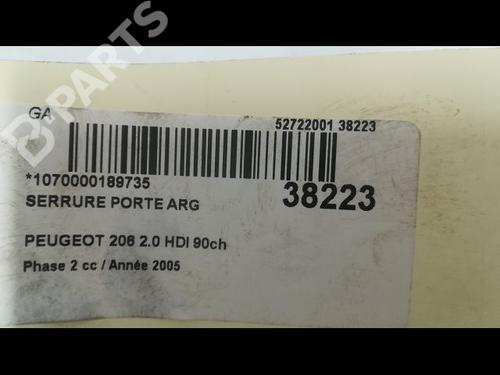 B-PARTS
GA
52722001 38223
*1070000189735
38223
SERRURE PORTE ARG
PEUGEOT 206 2.0 HDI 90ch
Phase 2 cc / Année 2005